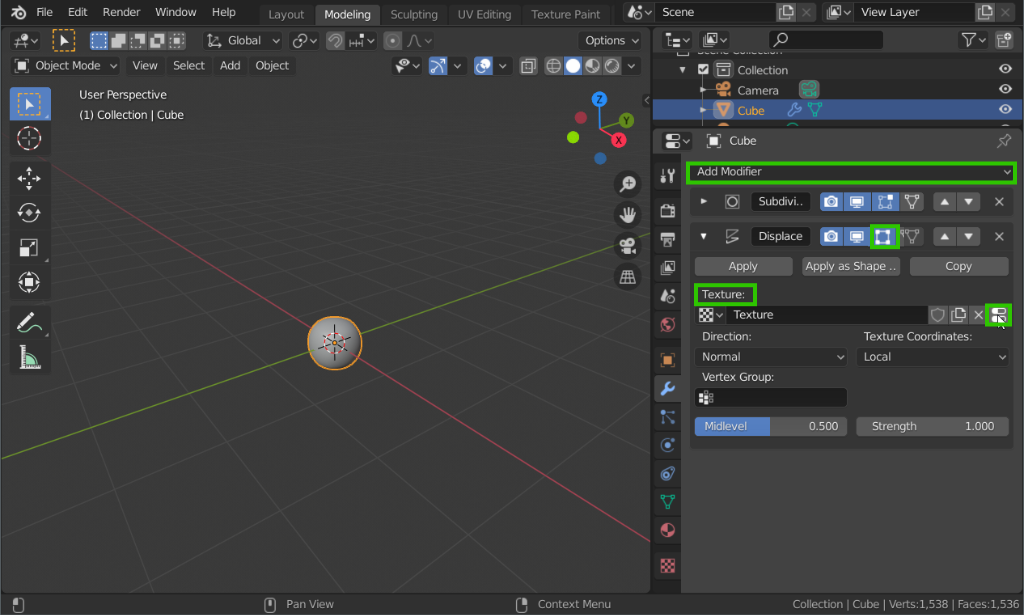 File Edit Render Window Help Layout Modeling Sculpting UV Editing Texture Paint Scene View Layer
Global Options
Object Mode View Select Add Object
User Perspective
(1) Collection | Cube
Z
Y
X
Scene Collection
Collection
Camera
Cube
Cube
Add Modifier
Subdivi..
Displace
Apply Apply as Shape .. Copy
Texture:
Texture
Direction: Texture Coordinates:
Normal Local
Vertex Group:
Midlevel 0.500 Strength 1.000
Pan View Context Menu Collection | Cube | Verts:1,538 | Faces:1,536